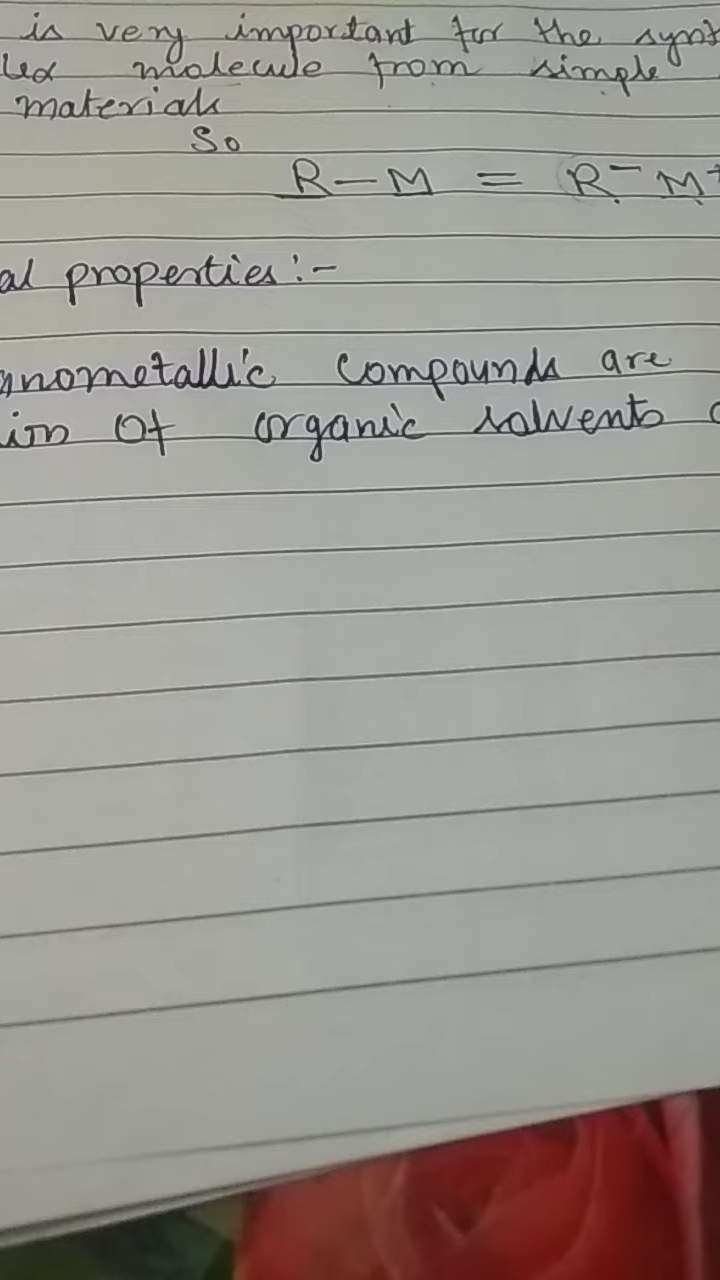 is very important for the synt
molecule from simple
materials
So
R-M = R⁻ M⁺
al properties:-
anometallic compounds are
ion of organic solvents